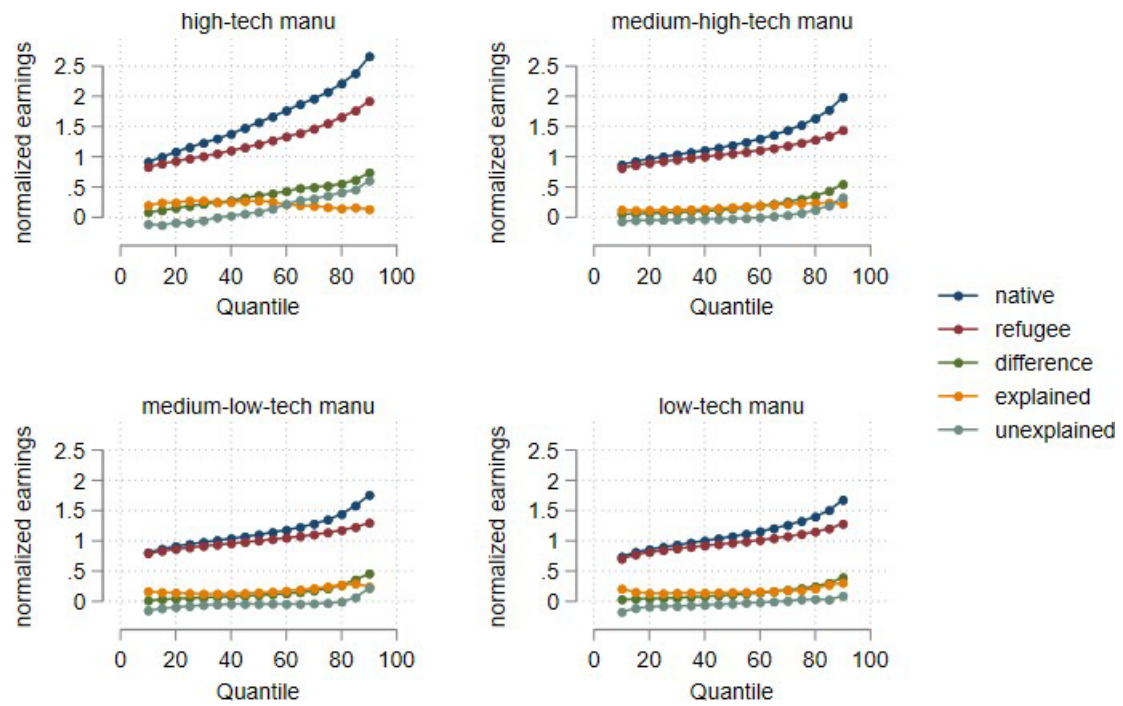 high-tech manu
normalized earnings
2.5
2
1.5
1
.5
0
0 20 40 60 80 100
Quantile
medium-high-tech manu
normalized earnings
2.5
2
1.5
1
.5
0
0 20 40 60 80 100
Quantile
medium-low-tech manu
normalized earnings
2.5
2
1.5
1
.5
0
0 20 40 60 80 100
Quantile
low-tech manu
normalized earnings
2.5
2
1.5
1
.5
0
0 20 40 60 80 100
Quantile
native
refugee
difference
explained
unexplained